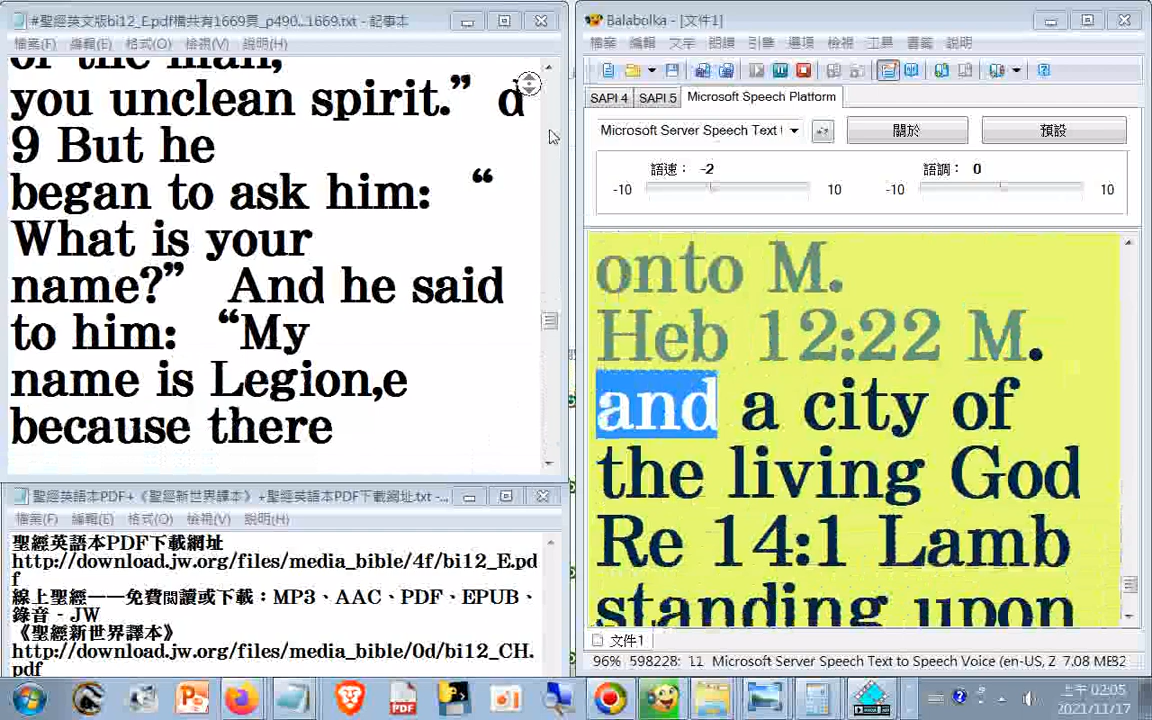 #聖經英文版bi12_E.pdf檔共有1669頁_p490...1669.txt - 記事本
檔案(F) 編輯(E) 格式(O) 檢視(V) 說明(H)
of the man,
you unclean spirit.” d
9 But he
began to ask him: “
What is your
name?” And he said
to him: “My
name is Legion,e
because there
聖經英語本PDF+《聖經新世界譯本》+聖經英語本PDF下載網址.txt -...
檔案(F) 編輯(E) 格式(O) 檢視(V) 說明(H)
聖經英語本PDF下載網址
http://download.jw.org/files/media_bible/4f/bi12_E.pd
f
線上聖經——免費閱讀或下載：MP3、AAC、PDF、EPUB、
錄音 - JW
《聖經新世界譯本》
http://download.jw.org/files/media_bible/0d/bi12_CH.
pdf
Balabolka - [文件1]
檔案 編輯 文字 朗讀 引擎 選項 檢視 工具 書籤 說明
SAPI 4 SAPI 5 Microsoft Speech Platform
Microsoft Server Speech Text 關於 預設
語速： -2 語調： 0
-10 10 -10 10
onto M.
Heb 12:22 M.
and a city of
the living God
Re 14:1 Lamb
standing upon
文件1
96% 598228: 11 Microsoft Server Speech Text to Speech Voice (en-US, Z 7.08 MB
上午 02:05
2021/11/17